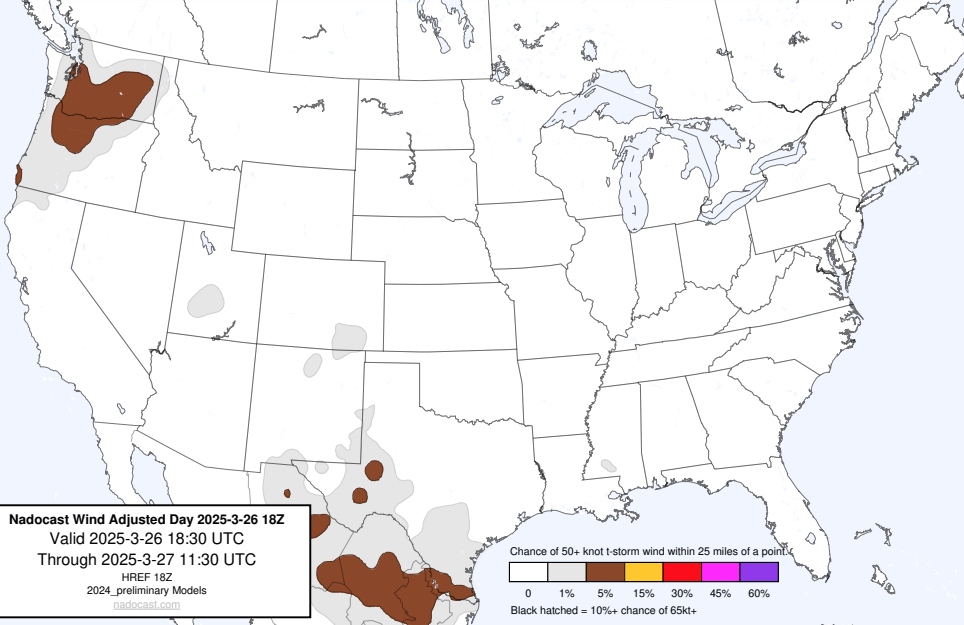 Nadocast Wind Adjusted Day 2025-3-26 18Z
Valid 2025-3-26 18:30 UTC
Through 2025-3-27 11:30 UTC
HREF 18Z
2024_preliminary Models
nadocast.com
Chance of 50+ knot t-storm wind within 25 miles of a point.
0 1% 5% 15% 30% 45% 60%
Black hatched = 10%+ chance of 65kt+